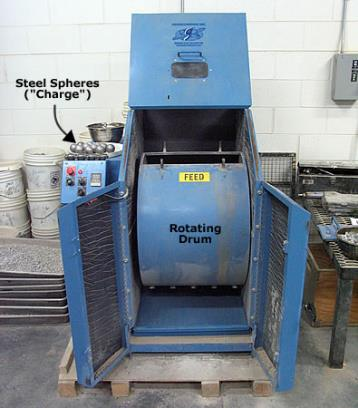 Steel Spheres
("Charge")
FEED
Rotating
Drum